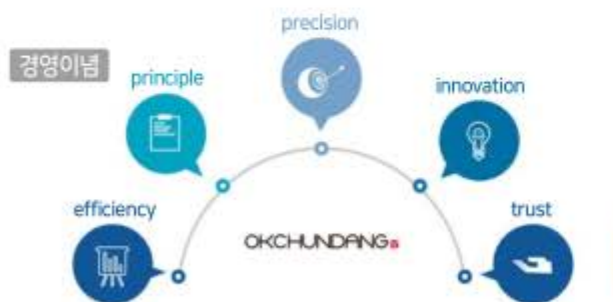 precision
경영이념
principle
innovation
efficiency
trust
OKCHUNDANG